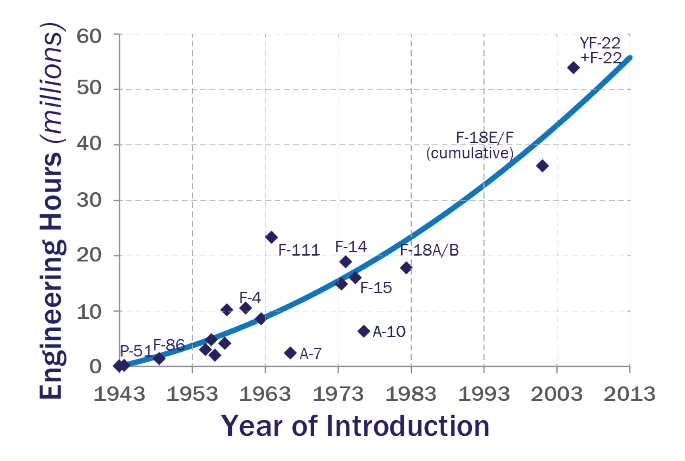 Engineering Hours (millions)
60
50
40
30
20
10
0
YF-22
+F-22
F-18E/F
(cumulative)
F-111
F-14
F-18A/B
F-15
F-4
A-10
P-51
F-86
A-7
1943 1953 1963 1973 1983 1993 2003 2013
Year of Introduction